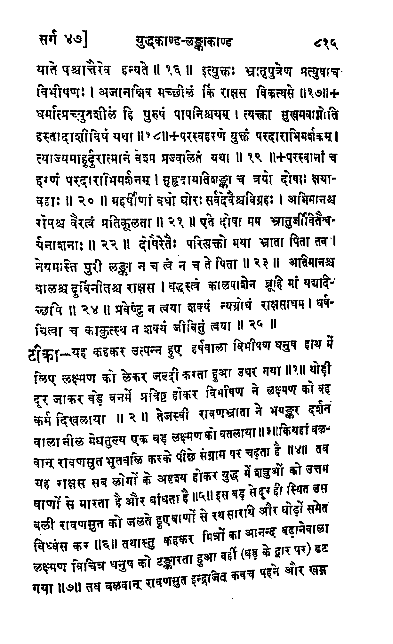 सर्ग ४७] युद्धकाण्ड-लङ्काकाण्ड ८१५
याते पश्चात्तैरेव हन्यते ॥ १६ ॥ इत्युक्तः भ्रातृपुत्रेण प्रत्युवाच
विभीषणः। अजानन्निव मच्छीलं किं राक्षस विकत्थसे ॥१७॥+
धर्मात्प्रच्युतशीलं हि पुरुषं पापनिश्चयम् । त्यक्त्वा सुखमवाप्नोति
हस्तादाशीविषं यथा ॥१८॥+परस्वहरणे युक्तं परदाराभिमर्शकम्।
त्याज्यमाहुर्दुरात्मानं वेश्म प्रज्वलितं यथा ॥ १९ ॥+परस्वानां च
हरणं परदाराभिमर्शनम् । सुहृदामतिशङ्का च त्रयो दोषाः क्षया-
वहाः ॥ २० ॥ महर्षीणां वधो घोरः सर्वदेवैश्चविग्रहः । अभिमानश्च
रोषश्च वैरत्वं प्रतिकूलता ॥ २१ ॥ एते दोषा मम भ्रातुर्जीवितैश्व-
र्यनाशनाः ॥ २२ ॥ दोषैरेतैः परित्यक्तो मया भ्राता पिता तव ।
नेयमस्ति पुरी लङ्का न च त्वं न च ते पिता ॥ २३ ॥ अतिमानश्च
बालश्च दुर्विनीतश्च राक्षस । बद्धस्त्वं कालपाशेन ब्रूहि मां यद्यदि-
च्छसि ॥ २४ ॥ प्रवेष्टुं न त्वया शक्यं न्यग्रोधं राक्षसाधम । धर्ष-
यित्वा च काकुत्स्थं न शक्यं जीवितुं त्वया ॥ २५ ॥
टीका—यह कहकर उत्पन्न हुए हर्षवाला विभीषण धनुष हाथ में
लिए लक्ष्मण को लेकर जल्दी करता हुआ उधर गया ॥१॥ थोड़ी
दूर जाकर बड़े बनमें प्रविष्ट होकर विभीषण ने लक्ष्मण को वह
कर्म दिखलाया ॥ २ ॥ तेजस्वी रावणभ्राता ने भयङ्कर दर्शन
वाला नील मेघतुल्य एक बड़ लक्ष्मण को बतलाया॥३॥कियहां बल-
वान् रावणसुत भूतबलि करके पीछे संग्राम पर चढ़ता है ॥४॥ तब
यह राक्षस सब लोगों के अदृश्य होकर युद्ध में शत्रुओं को उत्तम
बाणों से मारता है और बांधता है॥५॥इस बड़ से दूर ही स्थित उस
बली रावणसुत को जलते हुए बाणों से रथ सारथि और घोड़ों समेत
विध्वंस कर ॥६॥ तथास्तु कहकर मित्रों का आनन्द बढ़ानेवाला
लक्ष्मण विचित्र धनुष को टङ्कारता हुआ वहीं (बड़ के द्वार पर) डट
गया ॥७॥ तब बलवान् रावणसुत इन्द्रजित् कवच पहने और खड्ग